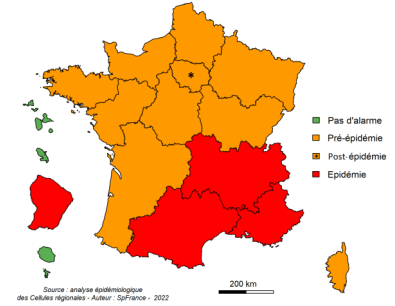 *
Pas d'alarme
Pré-épidémie
Post-épidémie
Epidémie
Source : analyse épidémiologique
des Cellules régionales - Auteur : SpFrance - 2022
200 km